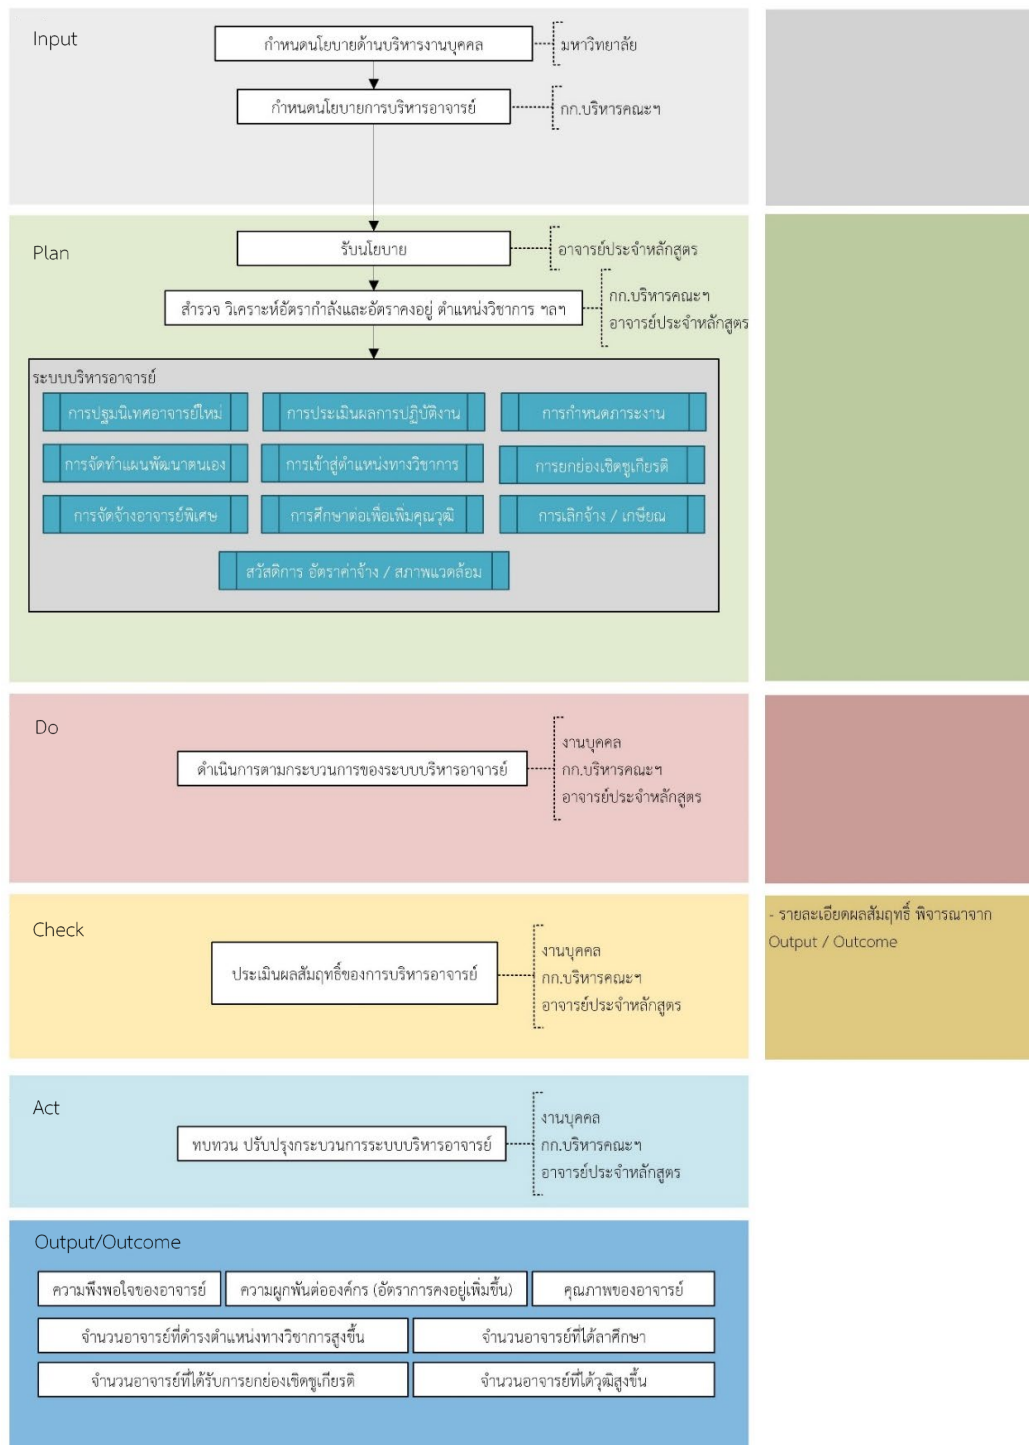 Input
กำหนดนโยบายด้านบริหารงานบุคคล
มหาวิทยาลัย
กำหนดนโยบายการบริหารอาจารย์
กก.บริหารคณะฯ
Plan
รับนโยบาย
อาจารย์ประจำหลักสูตร
สำรวจ วิเคราะห์อัตรากำลังและอัตราคงอยู่ ตำแหน่งวิชาการ ฯลฯ
กก.บริหารคณะฯ
อาจารย์ประจำหลักสูตร
ระบบบริหารอาจารย์
การปฐมนิเทศอาจารย์ใหม่
การประเมินผลการปฏิบัติงาน
การกำหนดภาระงาน
การจัดทำแผนพัฒนาตนเอง
การเข้าสู่ตำแหน่งทางวิชาการ
การยกย่องเชิดชูเกียรติ
การจัดจ้างอาจารย์พิเศษ
การศึกษาต่อเพื่อเพิ่มคุณวุฒิ
การเลิกจ้าง / เกษียณ
สวัสดิการ อัตราค่าจ้าง / สภาพแวดล้อม
Do
ดำเนินการตามกระบวนการของระบบบริหารอาจารย์
งานบุคคล
กก.บริหารคณะฯ
อาจารย์ประจำหลักสูตร
Check
ประเมินผลสัมฤทธิ์ของการบริหารอาจารย์
งานบุคคล
กก.บริหารคณะฯ
อาจารย์ประจำหลักสูตร
- รายละเอียดผลสัมฤทธิ์ พิจารณาจาก
Output / Outcome
Act
ทบทวน ปรับปรุงกระบวนการระบบบริหารอาจารย์
งานบุคคล
กก.บริหารคณะฯ
อาจารย์ประจำหลักสูตร
Output/Outcome
ความพึงพอใจของอาจารย์
ความผูกพันต่อองค์กร (อัตราการคงอยู่เพิ่มขึ้น)
คุณภาพของอาจารย์
จำนวนอาจารย์ที่ดำรงตำแหน่งทางวิชาการสูงขึ้น
จำนวนอาจารย์ที่ได้ลาศึกษา
จำนวนอาจารย์ที่ได้รับการยกย่องเชิดชูเกียรติ
จำนวนอาจารย์ที่ได้วุฒิสูงขึ้น